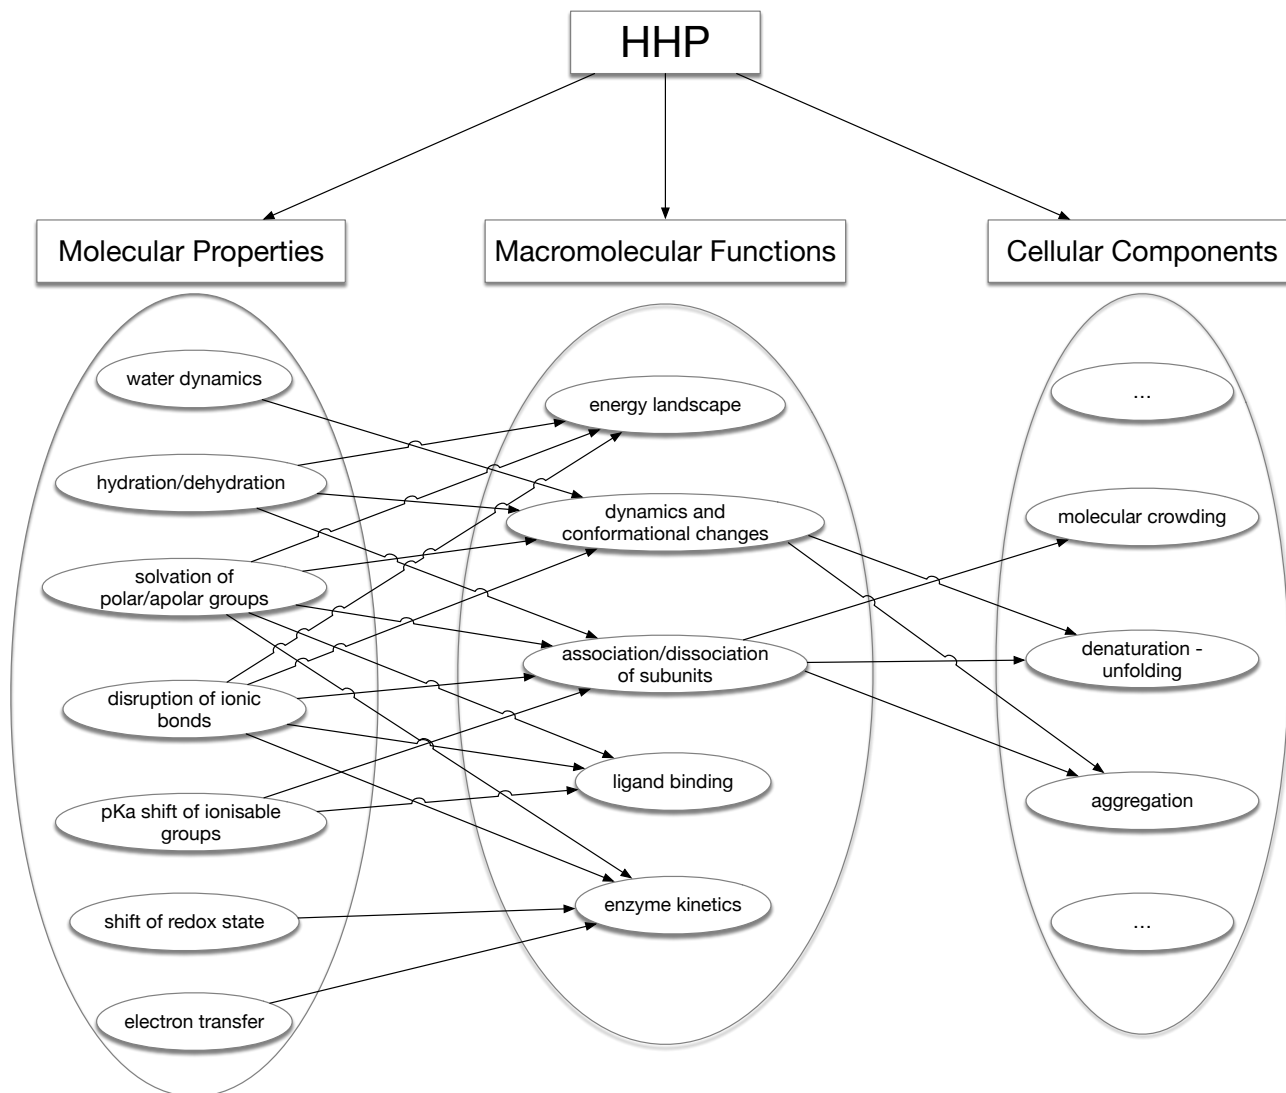 HHP
Molecular Properties
Macromolecular Functions
Cellular Components
water dynamics
hydration/dehydration
solvation of
polar/apolar groups
disruption of ionic
bonds
pKa shift of ionisable
groups
shift of redox state
electron transfer
energy landscape
dynamics and
conformational changes
association/dissociation
of subunits
ligand binding
enzyme kinetics
...
molecular crowding
denaturation -
unfolding
aggregation
...